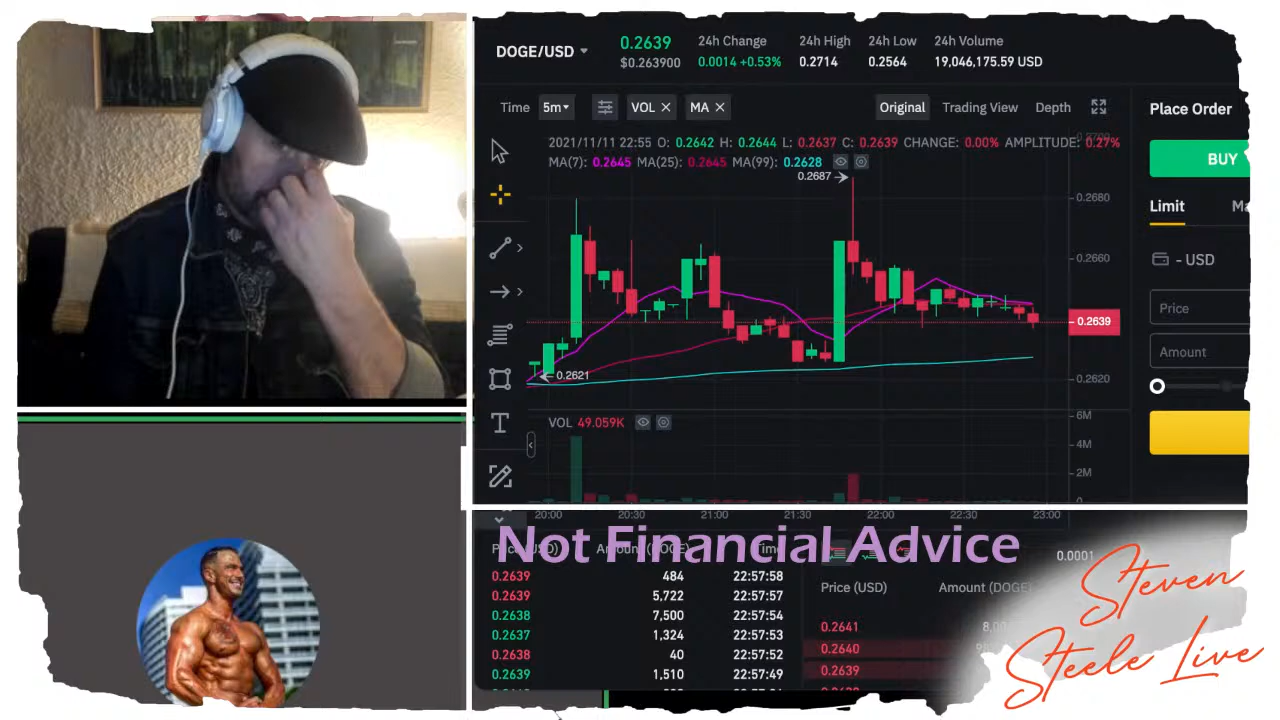 DOGE/USD
0.2639
$0.263900
24h Change
0.0014 +0.53%
24h High
0.2714
24h Low
0.2564
24h Volume
19,046,175.59 USD
Time 5m VOL MA Original Trading View Depth
2021/11/11 22:55 O: 0.2642 H: 0.2644 L: 0.2637 C: 0.2639 CHANGE: 0.00% AMPLITUDE: 0.27%
MA(7): 0.2645 MA(25): 0.2645 MA(99): 0.2628
0.2687
0.2680
0.2660
0.2639
0.2621
0.2620
VOL 49.059K
6M
4M
2M
0
20:00 20:30 21:00 21:30 22:00 22:30 23:00
Place Order
BUY
Limit
- USD
Price
Amount
Not Financial Advice
Time
0.0001
0.2639 484 22:57:58
0.2639 5,722 22:57:57
0.2638 7,500 22:57:54
0.2637 1,324 22:57:53
0.2638 40 22:57:52
0.2639 1,510 22:57:49
Price (USD) Amount (DOGE)
0.2641
0.2640
0.2639
Steven
Steele Live